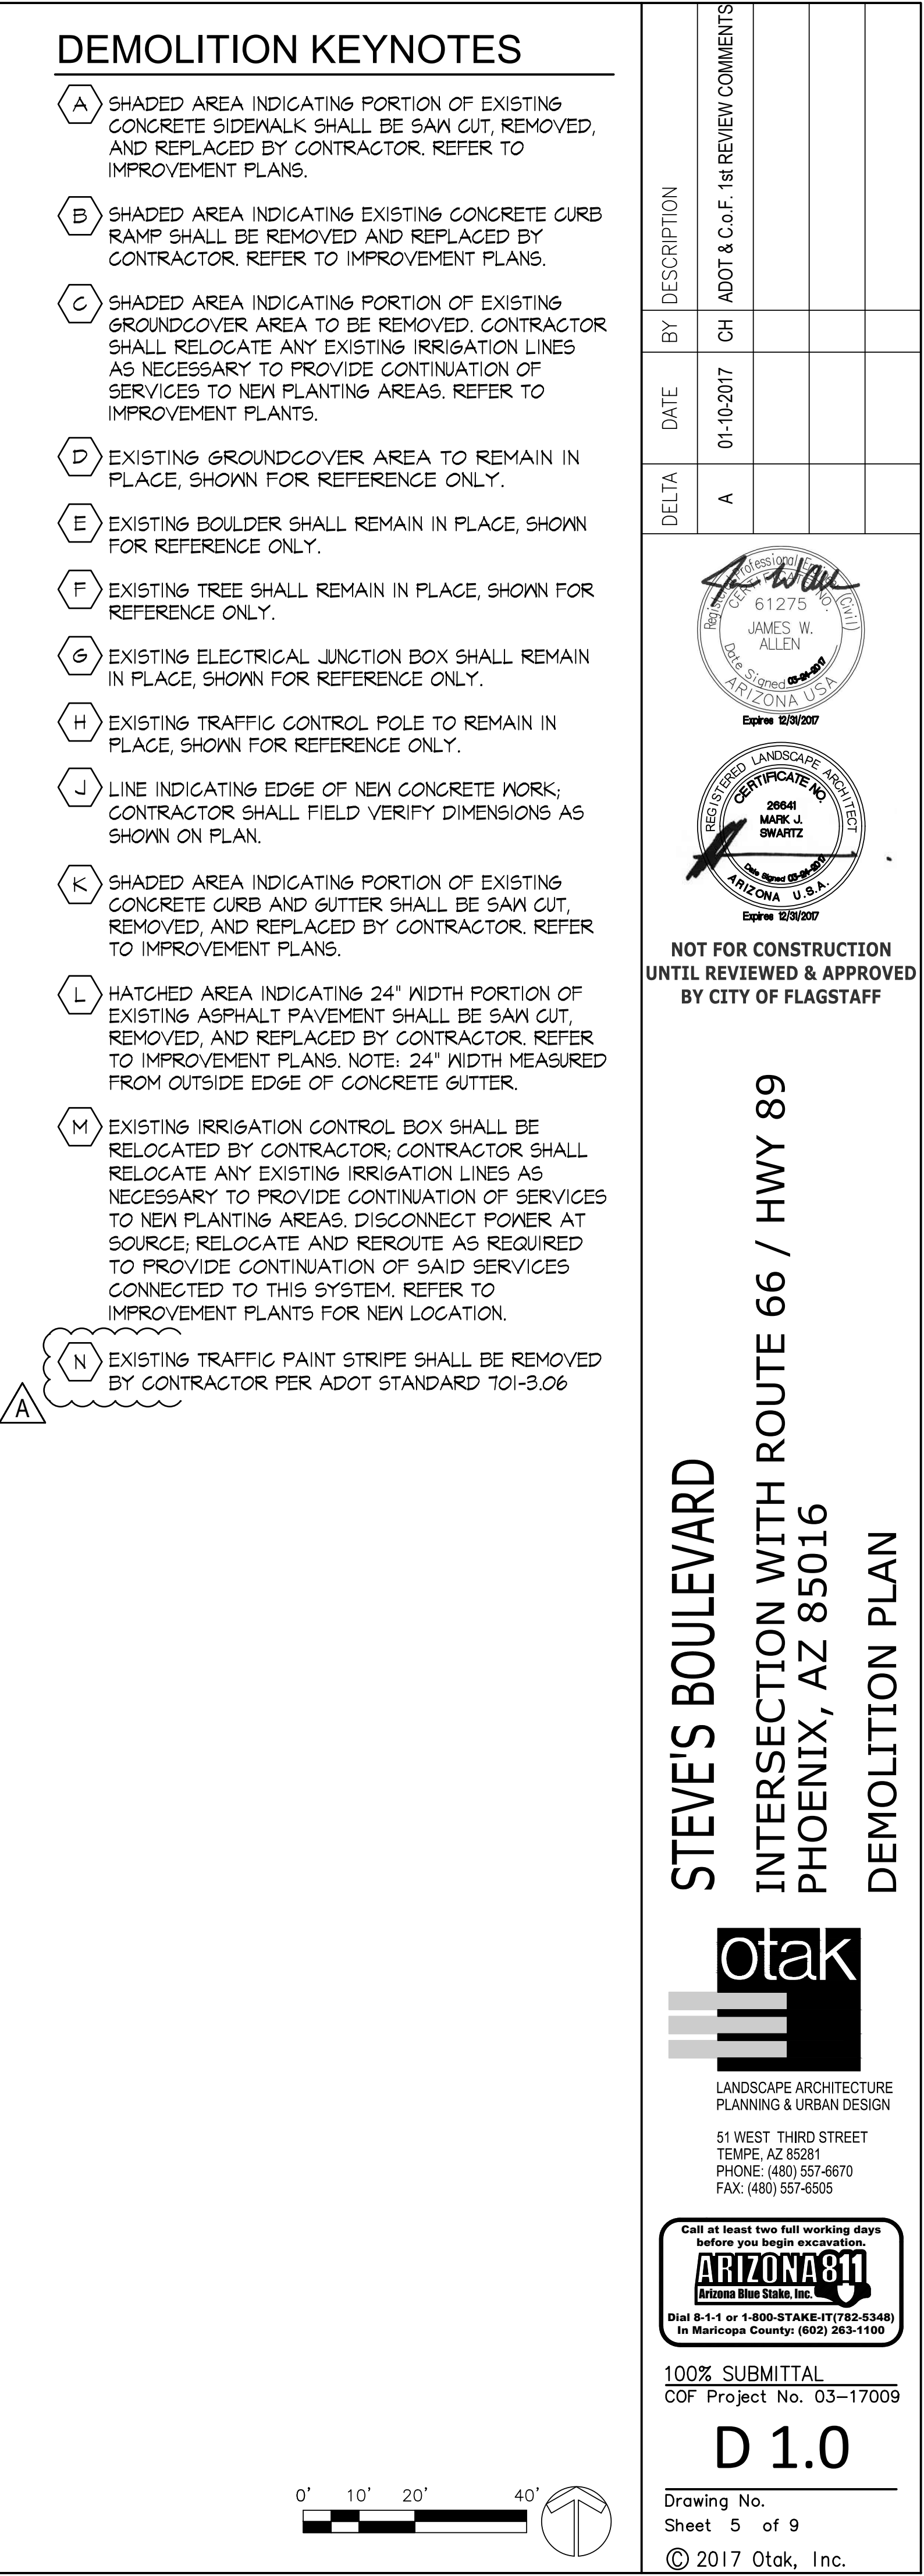 DEMOLITION KEYNOTES
A SHADED AREA INDICATING PORTION OF EXISTING
CONCRETE SIDEWALK SHALL BE SAW CUT, REMOVED,
AND REPLACED BY CONTRACTOR. REFER TO
IMPROVEMENT PLANS.
B SHADED AREA INDICATING EXISTING CONCRETE CURB
RAMP SHALL BE REMOVED AND REPLACED BY
CONTRACTOR. REFER TO IMPROVEMENT PLANS.
C SHADED AREA INDICATING PORTION OF EXISTING
GROUNDCOVER AREA TO BE REMOVED. CONTRACTOR
SHALL RELOCATE ANY EXISTING IRRIGATION LINES
AS NECESSARY TO PROVIDE CONTINUATION OF
SERVICES TO NEW PLANTING AREAS. REFER TO
IMPROVEMENT PLANTS.
D EXISTING GROUNDCOVER AREA TO REMAIN IN
PLACE, SHOWN FOR REFERENCE ONLY.
E EXISTING BOULDER SHALL REMAIN IN PLACE, SHOWN
FOR REFERENCE ONLY.
F EXISTING TREE SHALL REMAIN IN PLACE, SHOWN FOR
REFERENCE ONLY.
G EXISTING ELECTRICAL JUNCTION BOX SHALL REMAIN
IN PLACE, SHOWN FOR REFERENCE ONLY.
H EXISTING TRAFFIC CONTROL POLE TO REMAIN IN
PLACE, SHOWN FOR REFERENCE ONLY.
J LINE INDICATING EDGE OF NEW CONCRETE WORK;
CONTRACTOR SHALL FIELD VERIFY DIMENSIONS AS
SHOWN ON PLAN.
K SHADED AREA INDICATING PORTION OF EXISTING
CONCRETE CURB AND GUTTER SHALL BE SAW CUT,
REMOVED, AND REPLACED BY CONTRACTOR. REFER
TO IMPROVEMENT PLANS.
L HATCHED AREA INDICATING 24" WIDTH PORTION OF
EXISTING ASPHALT PAVEMENT SHALL BE SAW CUT,
REMOVED, AND REPLACED BY CONTRACTOR. REFER
TO IMPROVEMENT PLANS. NOTE: 24" WIDTH MEASURED
FROM OUTSIDE EDGE OF CONCRETE GUTTER.
M EXISTING IRRIGATION CONTROL BOX SHALL BE
RELOCATED BY CONTRACTOR; CONTRACTOR SHALL
RELOCATE ANY EXISTING IRRIGATION LINES AS
NECESSARY TO PROVIDE CONTINUATION OF SERVICES
TO NEW PLANTING AREAS. DISCONNECT POWER AT
SOURCE; RELOCATE AND REROUTE AS REQUIRED
TO PROVIDE CONTINUATION OF SAID SERVICES
CONNECTED TO THIS SYSTEM. REFER TO
IMPROVEMENT PLANTS FOR NEW LOCATION.
N EXISTING TRAFFIC PAINT STRIPE SHALL BE REMOVED
BY CONTRACTOR PER ADOT STANDARD 701-3.06
A
0' 10' 20' 40'
DELTA DATE BY DESCRIPTION
A 01-10-2017 CH ADOT & C.o.F. 1st REVIEW COMMENTS
Registered Professional Engineer (Civil)
CERTIFICATE NO.
61275
JAMES W.
ALLEN
Date Signed 03-24-2017
ARIZONA USA
Expires 12/31/2017
REGISTERED LANDSCAPE ARCHITECT
CERTIFICATE NO.
26641
MARK J.
SWARTZ
Date Signed 03-24-2017
ARIZONA U.S.A.
Expires 12/31/2017
NOT FOR CONSTRUCTION
UNTIL REVIEWED & APPROVED
BY CITY OF FLAGSTAFF
STEVE'S BOULEVARD
INTERSECTION WITH ROUTE 66 / HWY 89
PHOENIX, AZ 85016
DEMOLITION PLAN
otak
LANDSCAPE ARCHITECTURE
PLANNING & URBAN DESIGN
51 WEST THIRD STREET
TEMPE, AZ 85281
PHONE: (480) 557-6670
FAX: (480) 557-6505
Call at least two full working days
before you begin excavation.
ARIZONA811
Arizona Blue Stake, Inc.
Dial 8-1-1 or 1-800-STAKE-IT(782-5348)
In Maricopa County: (602) 263-1100
100% SUBMITTAL
COF Project No. 03-17009
D 1.0
Drawing No.
Sheet 5 of 9
© 2017 Otak, Inc.